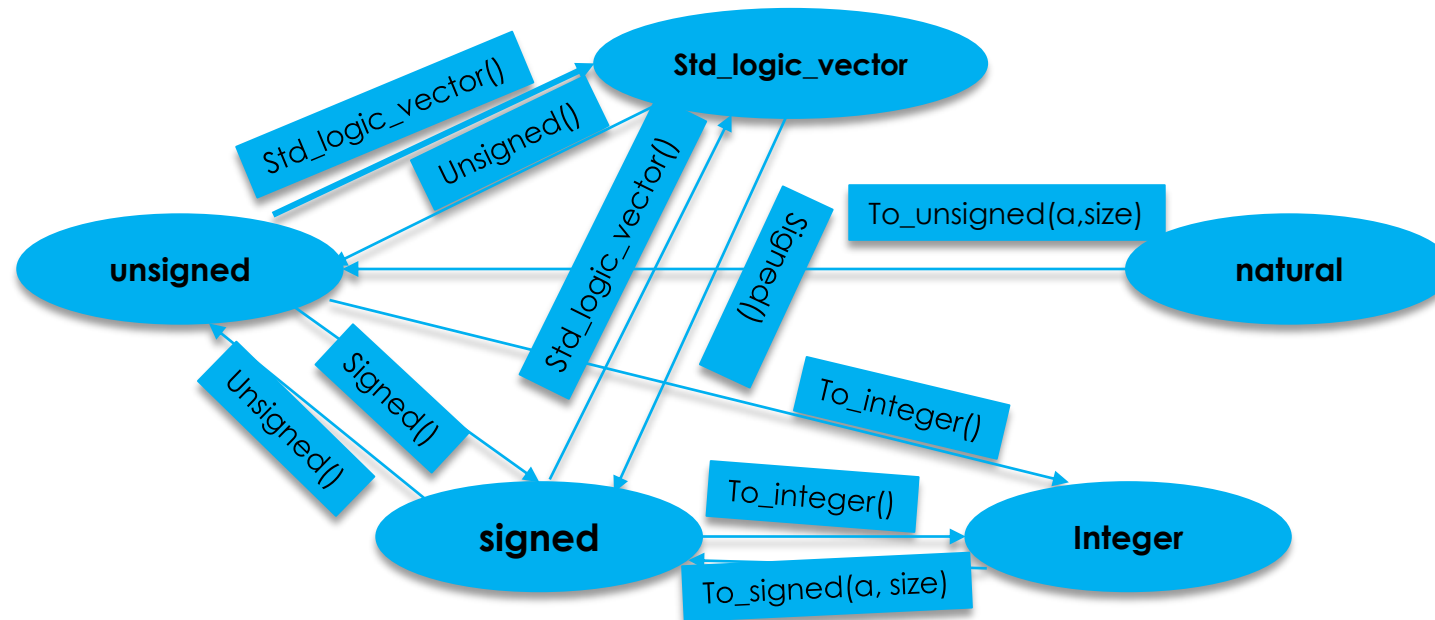 Std_logic_vector
Std_logic_vector()
Unsigned()
Std_logic_vector()
Signed()
To_unsigned(a,size)
unsigned
natural
Signed()
Unsigned()
To_integer()
To_integer()
signed
Integer
To_signed(a, size)